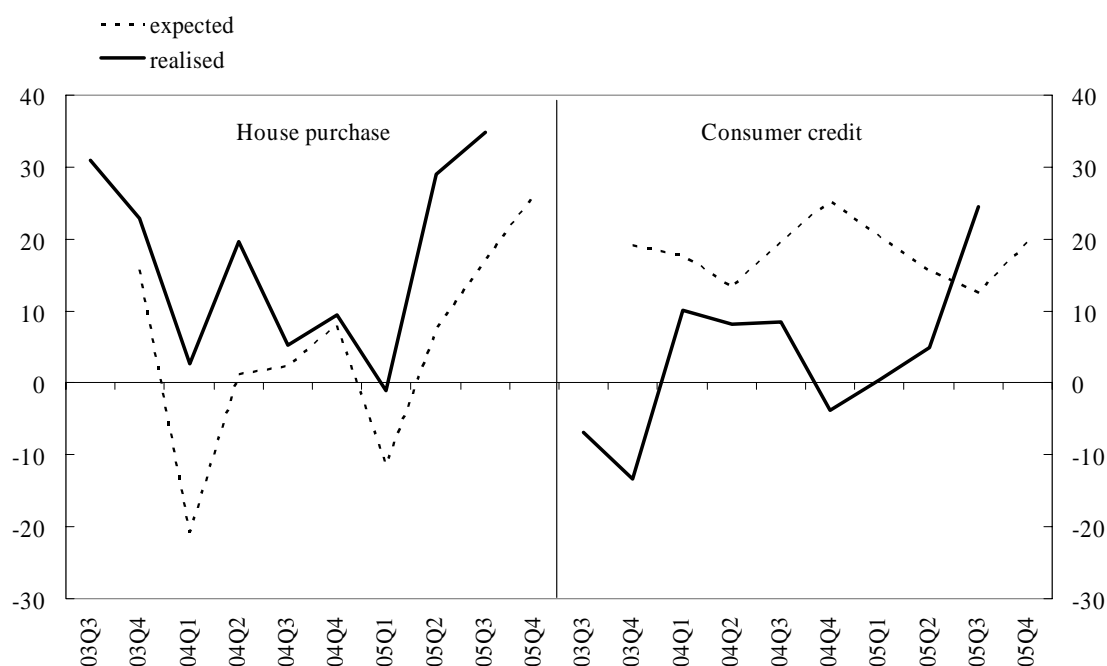 expected
realised
40
30
20
10
0
-10
-20
-30
House purchase
Consumer credit
40
30
20
10
0
-10
-20
-30
03Q3
03Q4
04Q1
04Q2
04Q3
04Q4
05Q1
05Q2
05Q3
05Q4
03Q3
03Q4
04Q1
04Q2
04Q3
04Q4
05Q1
05Q2
05Q3
05Q4